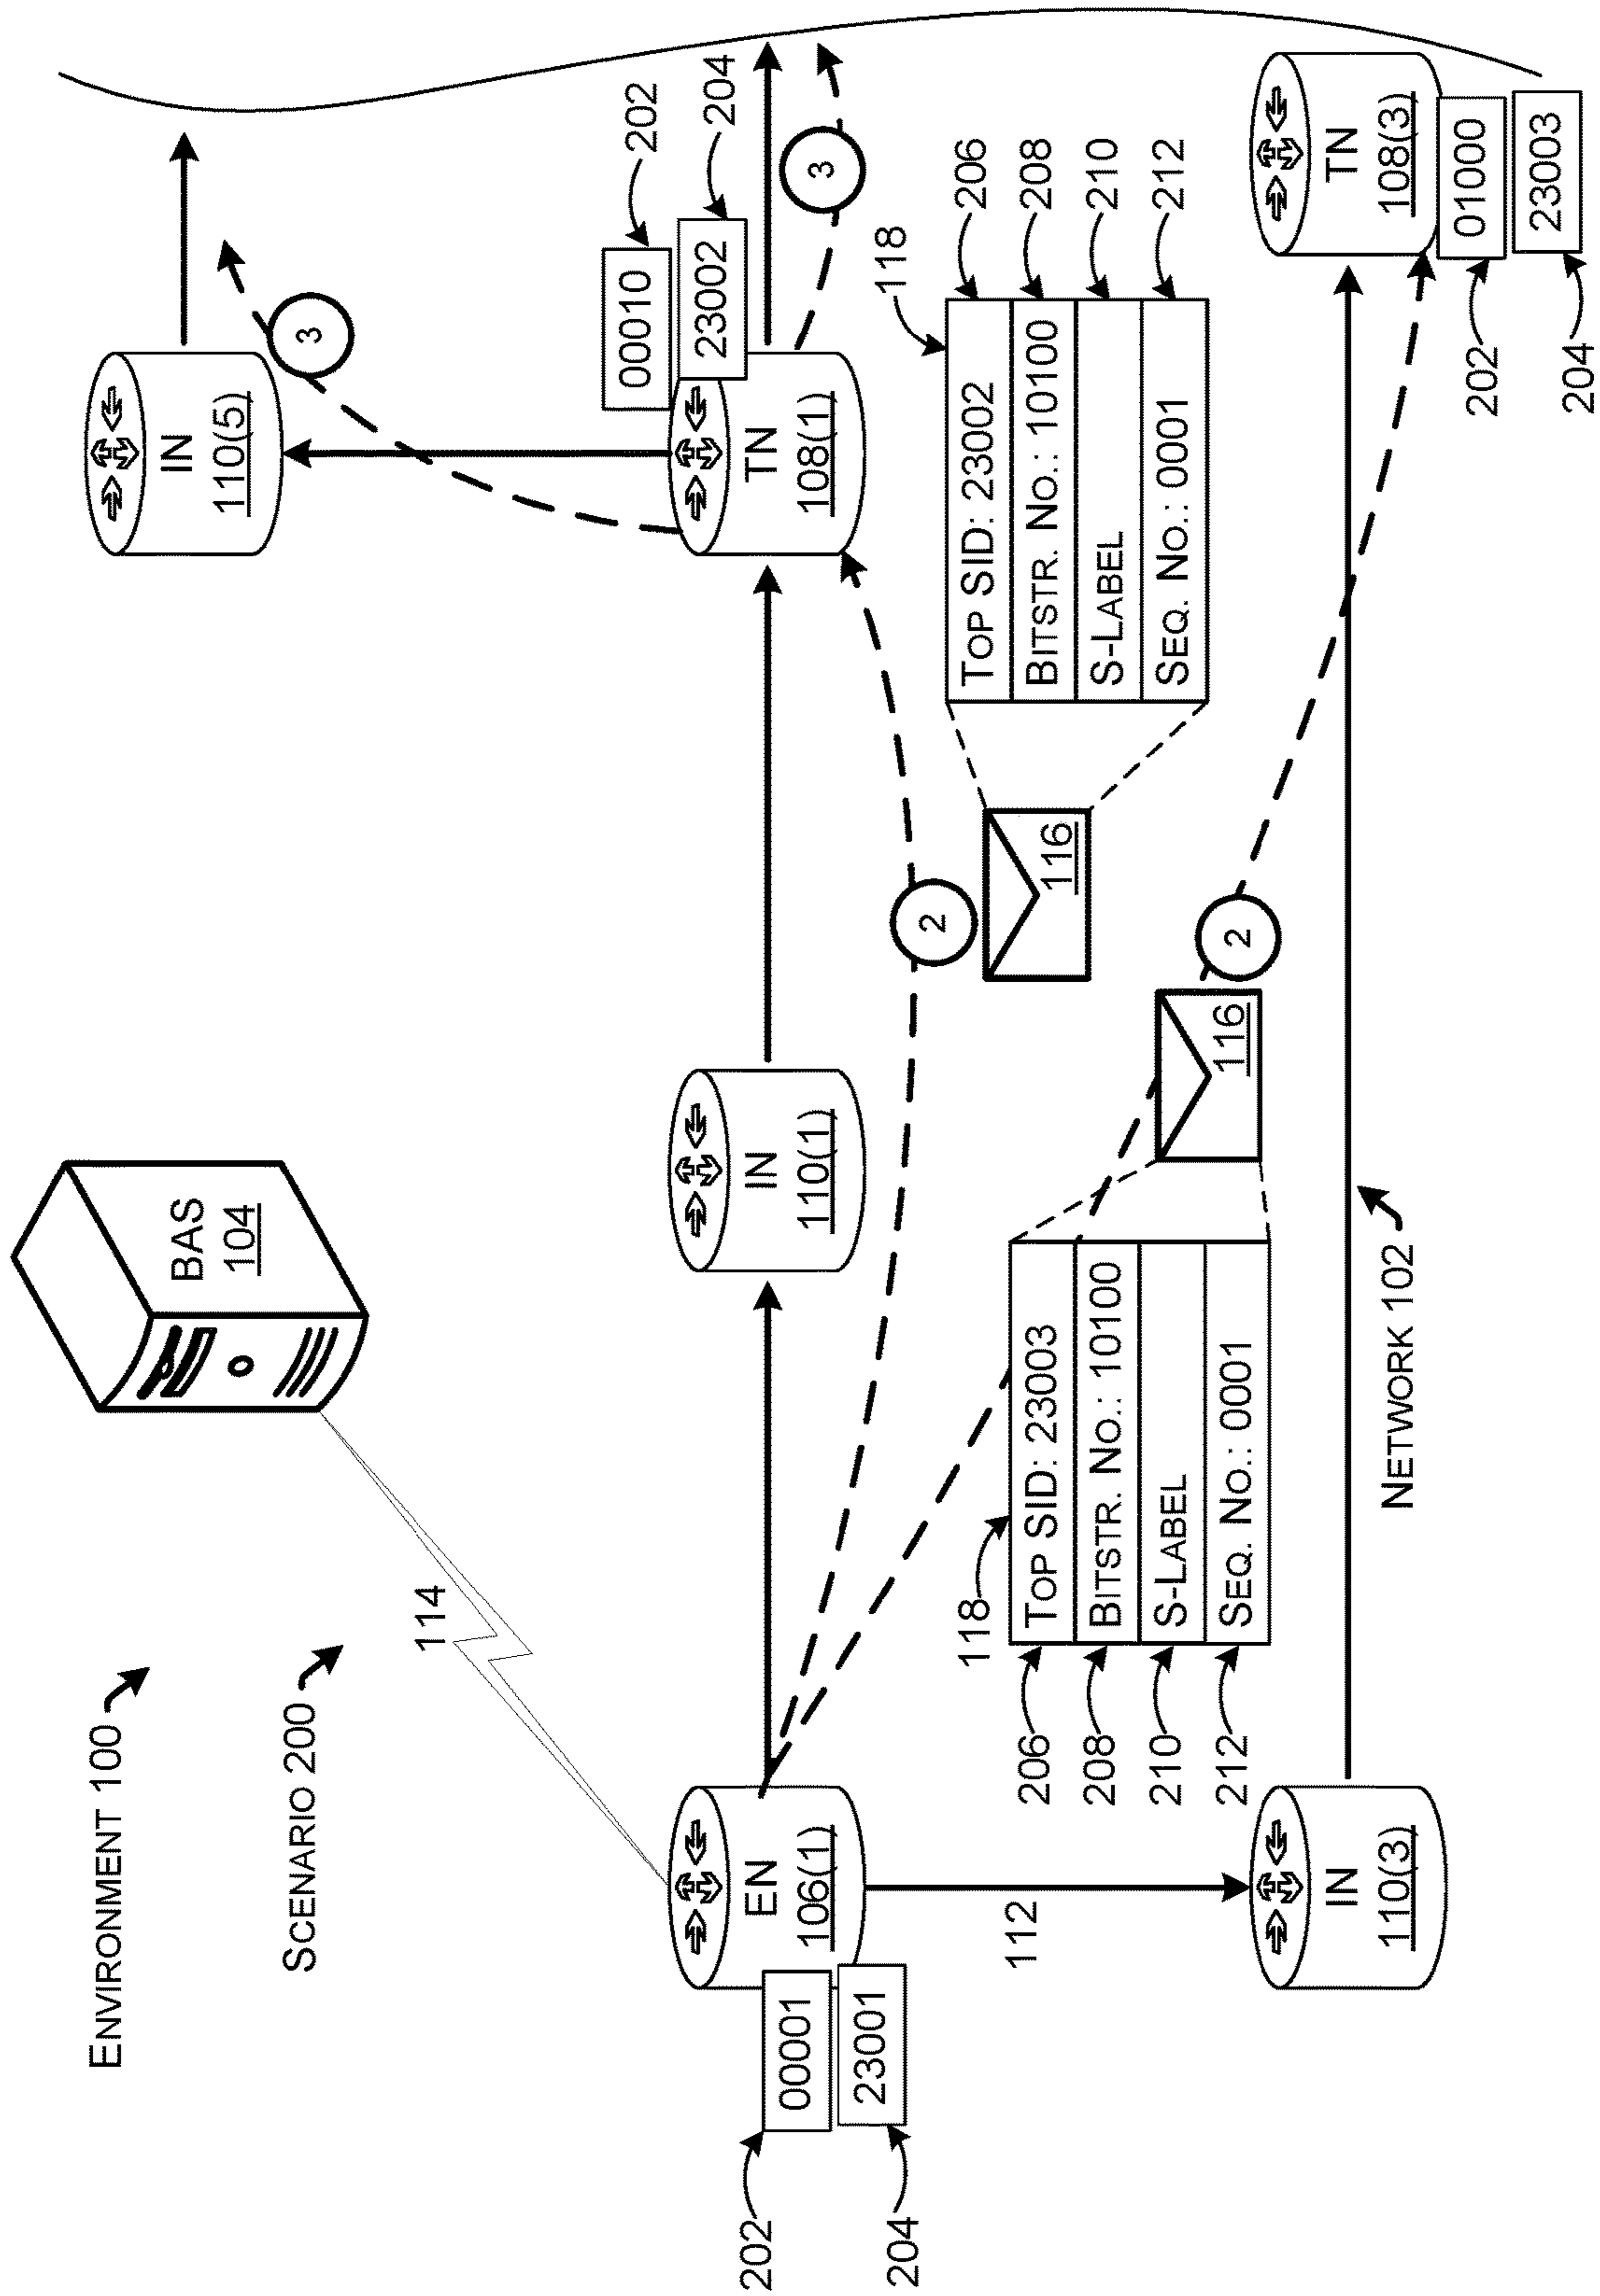 ENVIRONMENT 100
SCENARIO 200
BAS
104
114
IN
110(5)
3
202
00001
204
23001
EN
106(1)
IN
110(1)
TN
108(1)
00010
202
23002
204
3
112
2
116
118
TOP SID: 23002
206
BITSTR. NO.: 10100
208
S-LABEL
210
SEQ. NO.: 0001
212
2
116
118
206
TOP SID: 23003
208
BITSTR. NO.: 10100
210
S-LABEL
212
SEQ. NO.: 0001
IN
110(3)
NETWORK 102
TN
108(3)
202
01000
204
23003